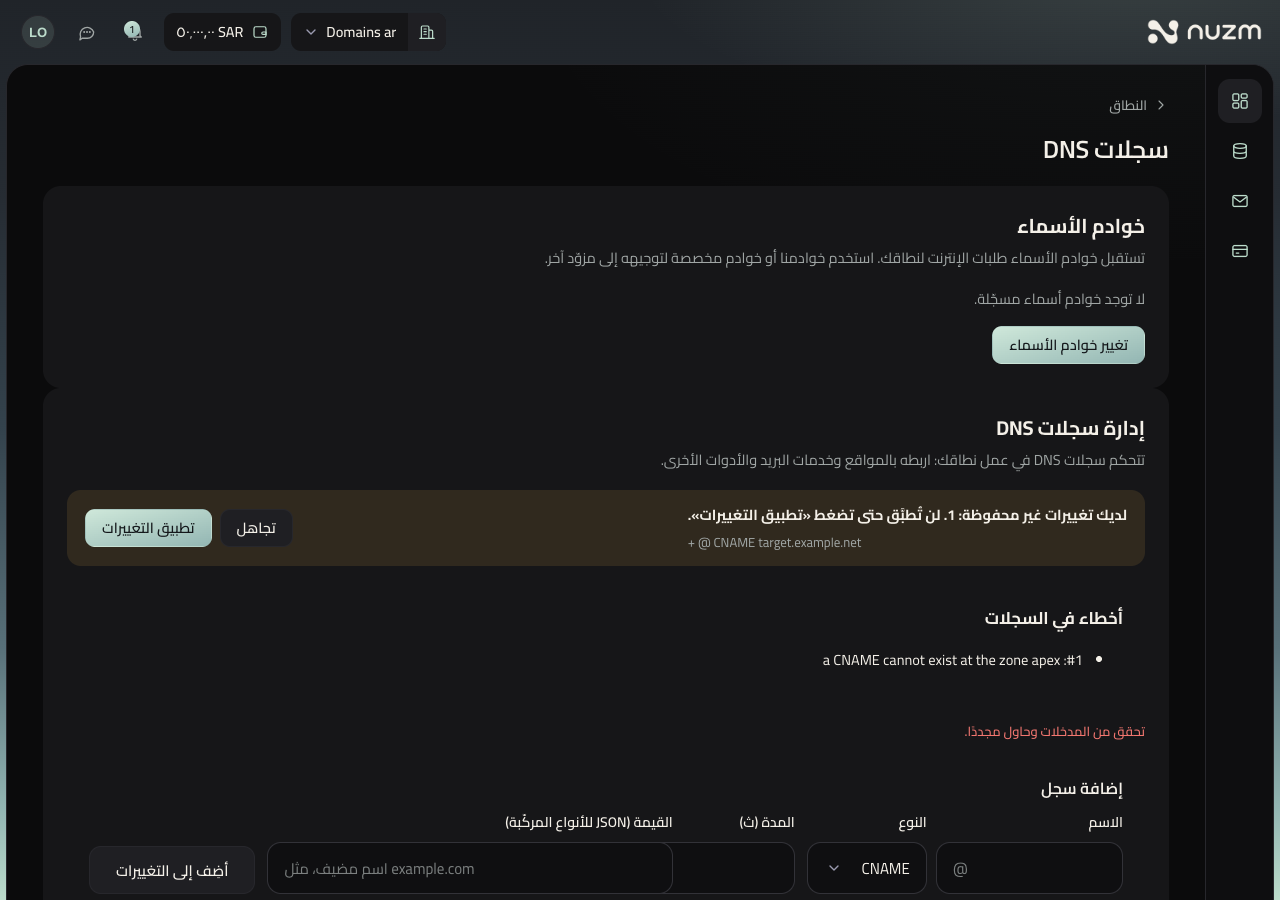 nuzm
Domains ar
٥٠٬٠٠٠٫٠٠ SAR
1
LO
النطاق
سجلات DNS
خوادم الأسماء
تستقبل خوادم الأسماء طلبات الإنترنت لنطاقك. استخدم خوادمنا أو خوادم مخصصة لتوجيهه إلى مزوّد آخر.
لا توجد خوادم أسماء مسجّلة.
تغيير خوادم الأسماء
إدارة سجلات DNS
تتحكم سجلات DNS في عمل نطاقك: اربطه بالمواقع وخدمات البريد والأدوات الأخرى.
لديك تغييرات غير محفوظة: 1. لن تُطبَّق حتى تضغط «تطبيق التغييرات».
+ @ CNAME target.example.net
تجاهل
تطبيق التغييرات
أخطاء في السجلات
#1: a CNAME cannot exist at the zone apex
تحقق من المدخلات وحاول مجددًا.
إضافة سجل
الاسم
النوع
المدة (ث)
القيمة (JSON للأنواع المركّبة)
@
CNAME
اسم مضيف، مثل example.com
أضِف إلى التغييرات